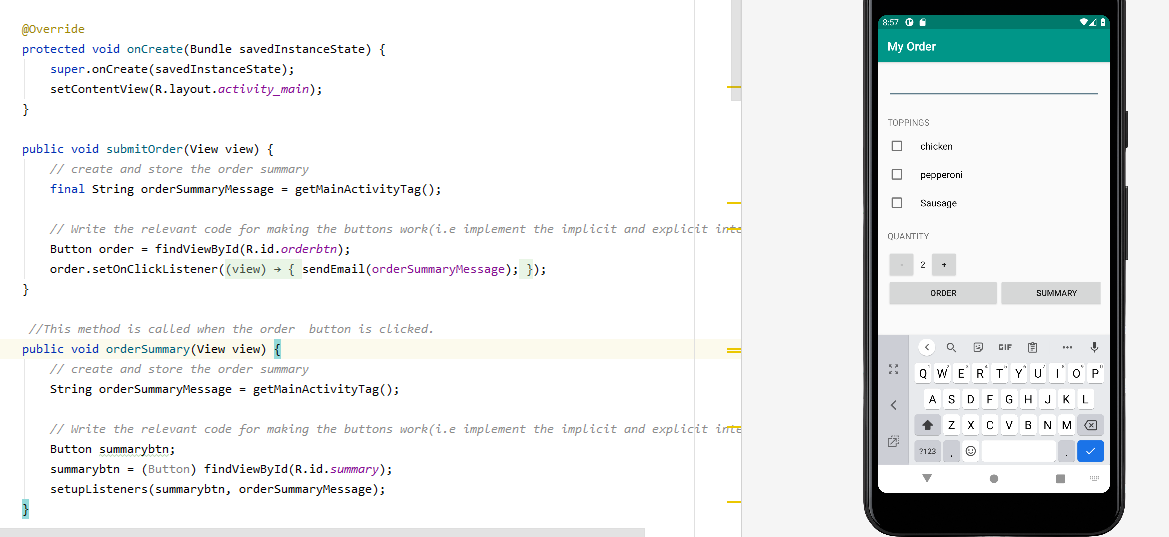 @Override
protected void onCreate(Bundle savedInstanceState) {
super.onCreate(savedInstanceState);
setContentView(R.layout.activity_main);
}
public void submitOrder(View view) {
// create and store the order summary
final String orderSummaryMessage = getMainActivityTag();
// Write the relevant code for making the buttons work(i.e implement the implicit and explicit
Button order = findViewById(R.id.orderbtn);
order.setOnClickListener((view) → { sendEmail(orderSummaryMessage); });
}
//This method is called when the order  button is clicked.
public void orderSummary(View view) {
// create and store the order summary
String orderSummaryMessage = getMainActivityTag();
// Write the relevant code for making the buttons work(i.e implement the implicit and explicit
Button summarybtn;
summarybtn = (Button) findViewById(R.id.summary);
setupListeners(summarybtn, orderSummaryMessage);
}
8:57
My Order
TOPPINGS
chicken
pepperoni
Sausage
QUANTITY
- 2 +
ORDER SUMMARY
GIF
Q W E R T Y U I O P
A S D F G H J K L
Z X C V B N M
?123 , .